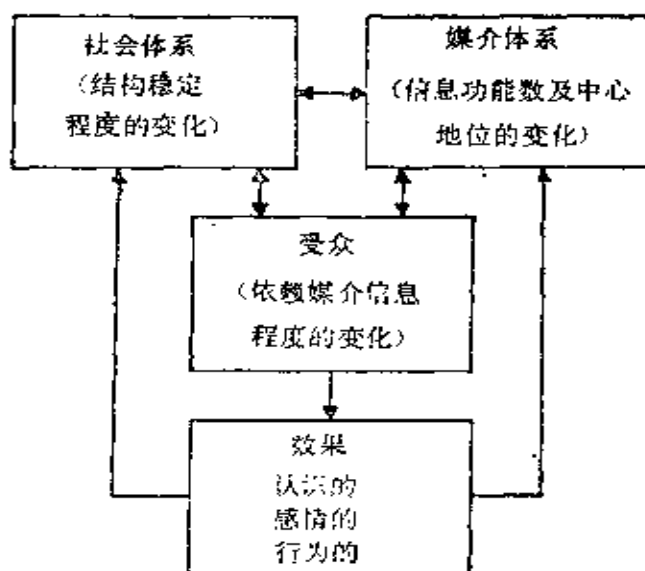 社会体系
（结构稳定
程度的变化）
媒介体系
（信息功能数及中心
地位的变化）
受众
（依赖媒介信息
程度的变化）
效果
认识的
感情的
行为的